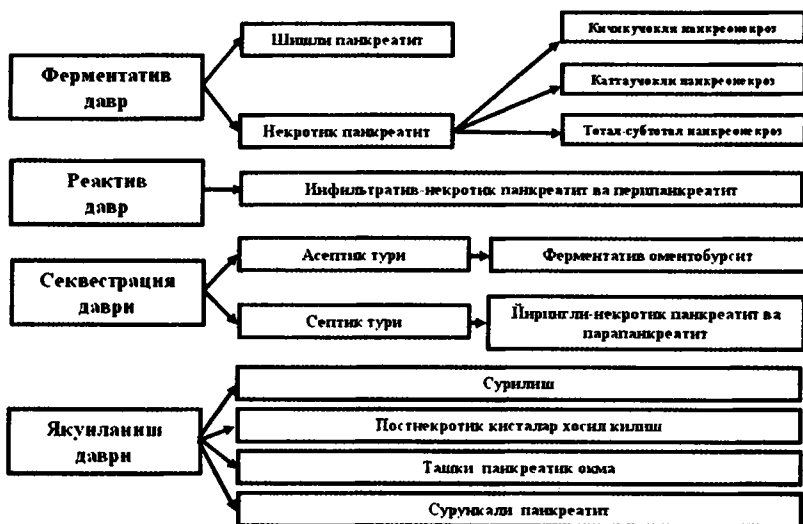 Ферментатив
давр
Шишли панкреатит
Некротик панкреатит
Кичикучокли панкреонекроз
Каттаучокли панкреонекроз
Тотал-субтотал панкреонекроз
Реактив
давр
Инфильтратив-некротик панкреатит ва перипанкреатит
Секвестрация
даври
Асептик тури
Ферментатив оментобурсит
Септик тури
Йирингли-некротик панкреатит ва
парапанкреатит
Якунланиш
даври
Сурилиш
Постнекротик кисталар хосил килиш
Ташки панкреатик окма
Сурункали панкреатит